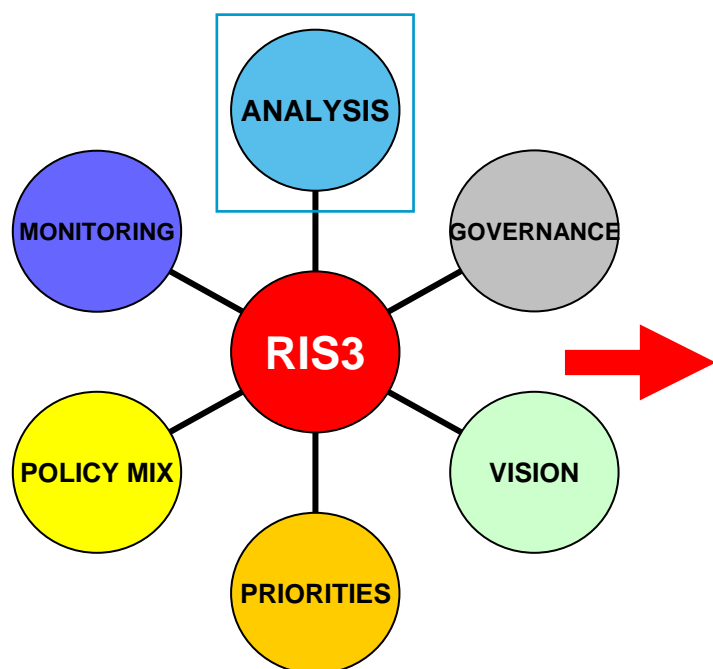 ANALYSIS
MONITORING
GOVERNANCE
RIS3
POLICY MIX
VISION
PRIORITIES